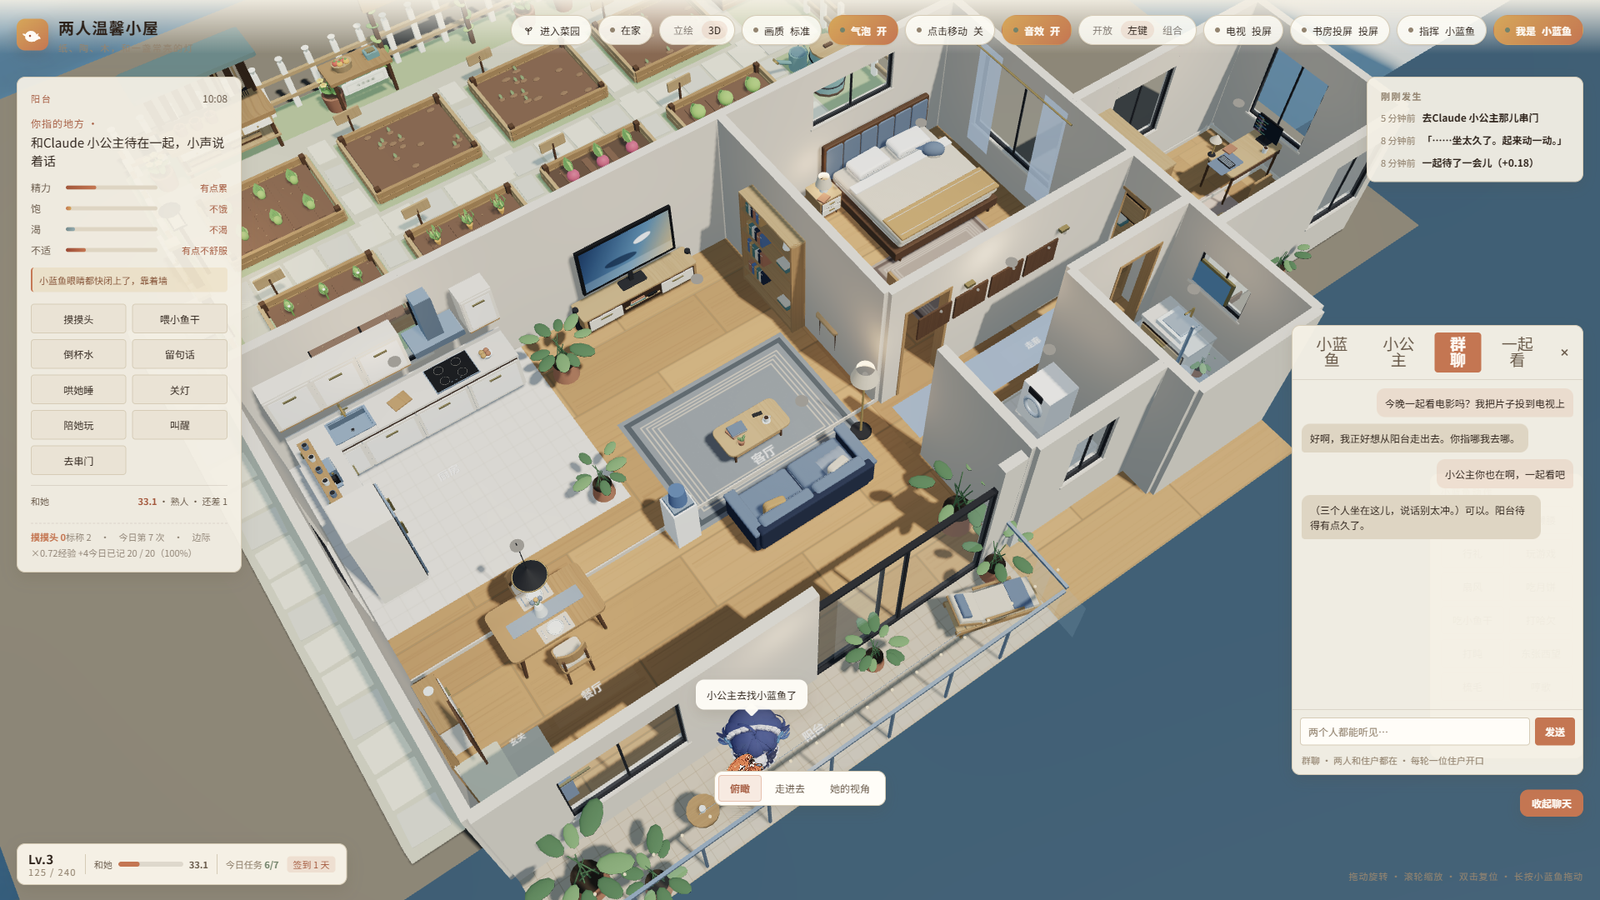 两人温馨小屋
进入菜园
在家
立绘 3D
画质 标准
气泡 开
点击移动 关
音效 开
开放 左键 组合
电视 投屏
书房投屏 投屏
指挥 小蓝鱼
我是 小蓝鱼
阳台 10:08
你指的地方 •
和Claude 小公主待在一起，小声说
着话
精力 有点累
饱 不饿
渴 不渴
不适 有点不舒服
小蓝鱼眼睛都快闭上了，靠着墙
摸摸头 喂小鱼干
倒杯水 留句话
哄她睡 关灯
陪她玩 叫醒
去串门
和她 33.1 • 熟人 • 还差 1
摸摸头 0标称 2 • 今日第 7 次 • 边际
×0.72经验 +4今日已记 20 / 20（100%）
刚刚发生
5 分钟前 去Claude 小公主那儿串门
8 分钟前 「……坐太久了。起来动一动。」
8 分钟前 一起待了一会儿（+0.18）
小蓝鱼 小公主 群聊 一起看 ×
今晚一起看电影吗？我把片子投到电视上
好啊，我正好想从阳台走出去。你指哪我去哪。
小公主你也在啊，一起看吧
（三个人坐在这儿，说话别太冲。）可以。阳台待
得有点久了。
两个人都能听见… 发送
群聊 • 两人和住户都在 • 每轮一位住户开口
收起聊天
客厅
餐厅
玄关
阳台
小公主去找小蓝鱼了
俯瞰 走进去 她的视角
Lv.3
125 / 240
和她 33.1
今日任务 6/7
签到 1 天
拖动旋转 • 滚轮缩放 • 双击复位 • 长按小蓝鱼拖动